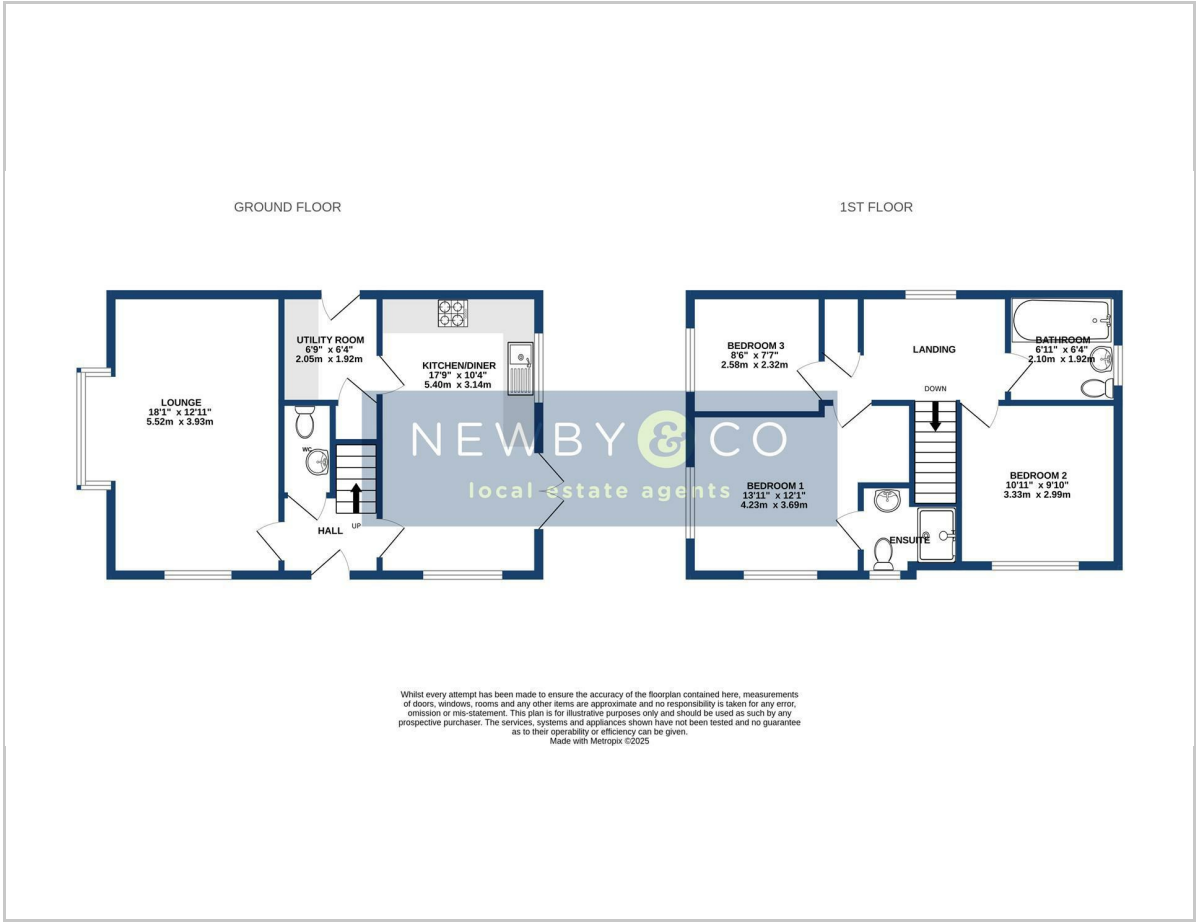 GROUND FLOOR
1ST FLOOR
LOUNGE
18'1" x 12'11"
5.52m x 3.93m
UTILITY ROOM
6'9" x 6'4"
2.05m x 1.92m
KITCHEN/DINER
17'9" x 10'4"
5.40m x 3.14m
WC
HALL
UP
BEDROOM 3
8'6" x 7'7"
2.58m x 2.32m
LANDING
DOWN
BATHROOM
6'11" x 6'4"
2.10m x 1.92m
BEDROOM 1
13'11" x 12'1"
4.23m x 3.69m
ENSUITE
BEDROOM 2
10'11" x 9'10"
3.33m x 2.99m
NEWBY & CO
local estate agents
Whilst every attempt has been made to ensure the accuracy of the floorplan contained here, measurements
of doors, windows, rooms and any other items are approximate and no responsibility is taken for any error,
omission or mis-statement. This plan is for illustrative purposes only and should be used as such by any
prospective purchaser. The services, systems and appliances shown have not been tested and no guarantee
as to their operability or efficiency can be given.
Made with Metropix ©2025